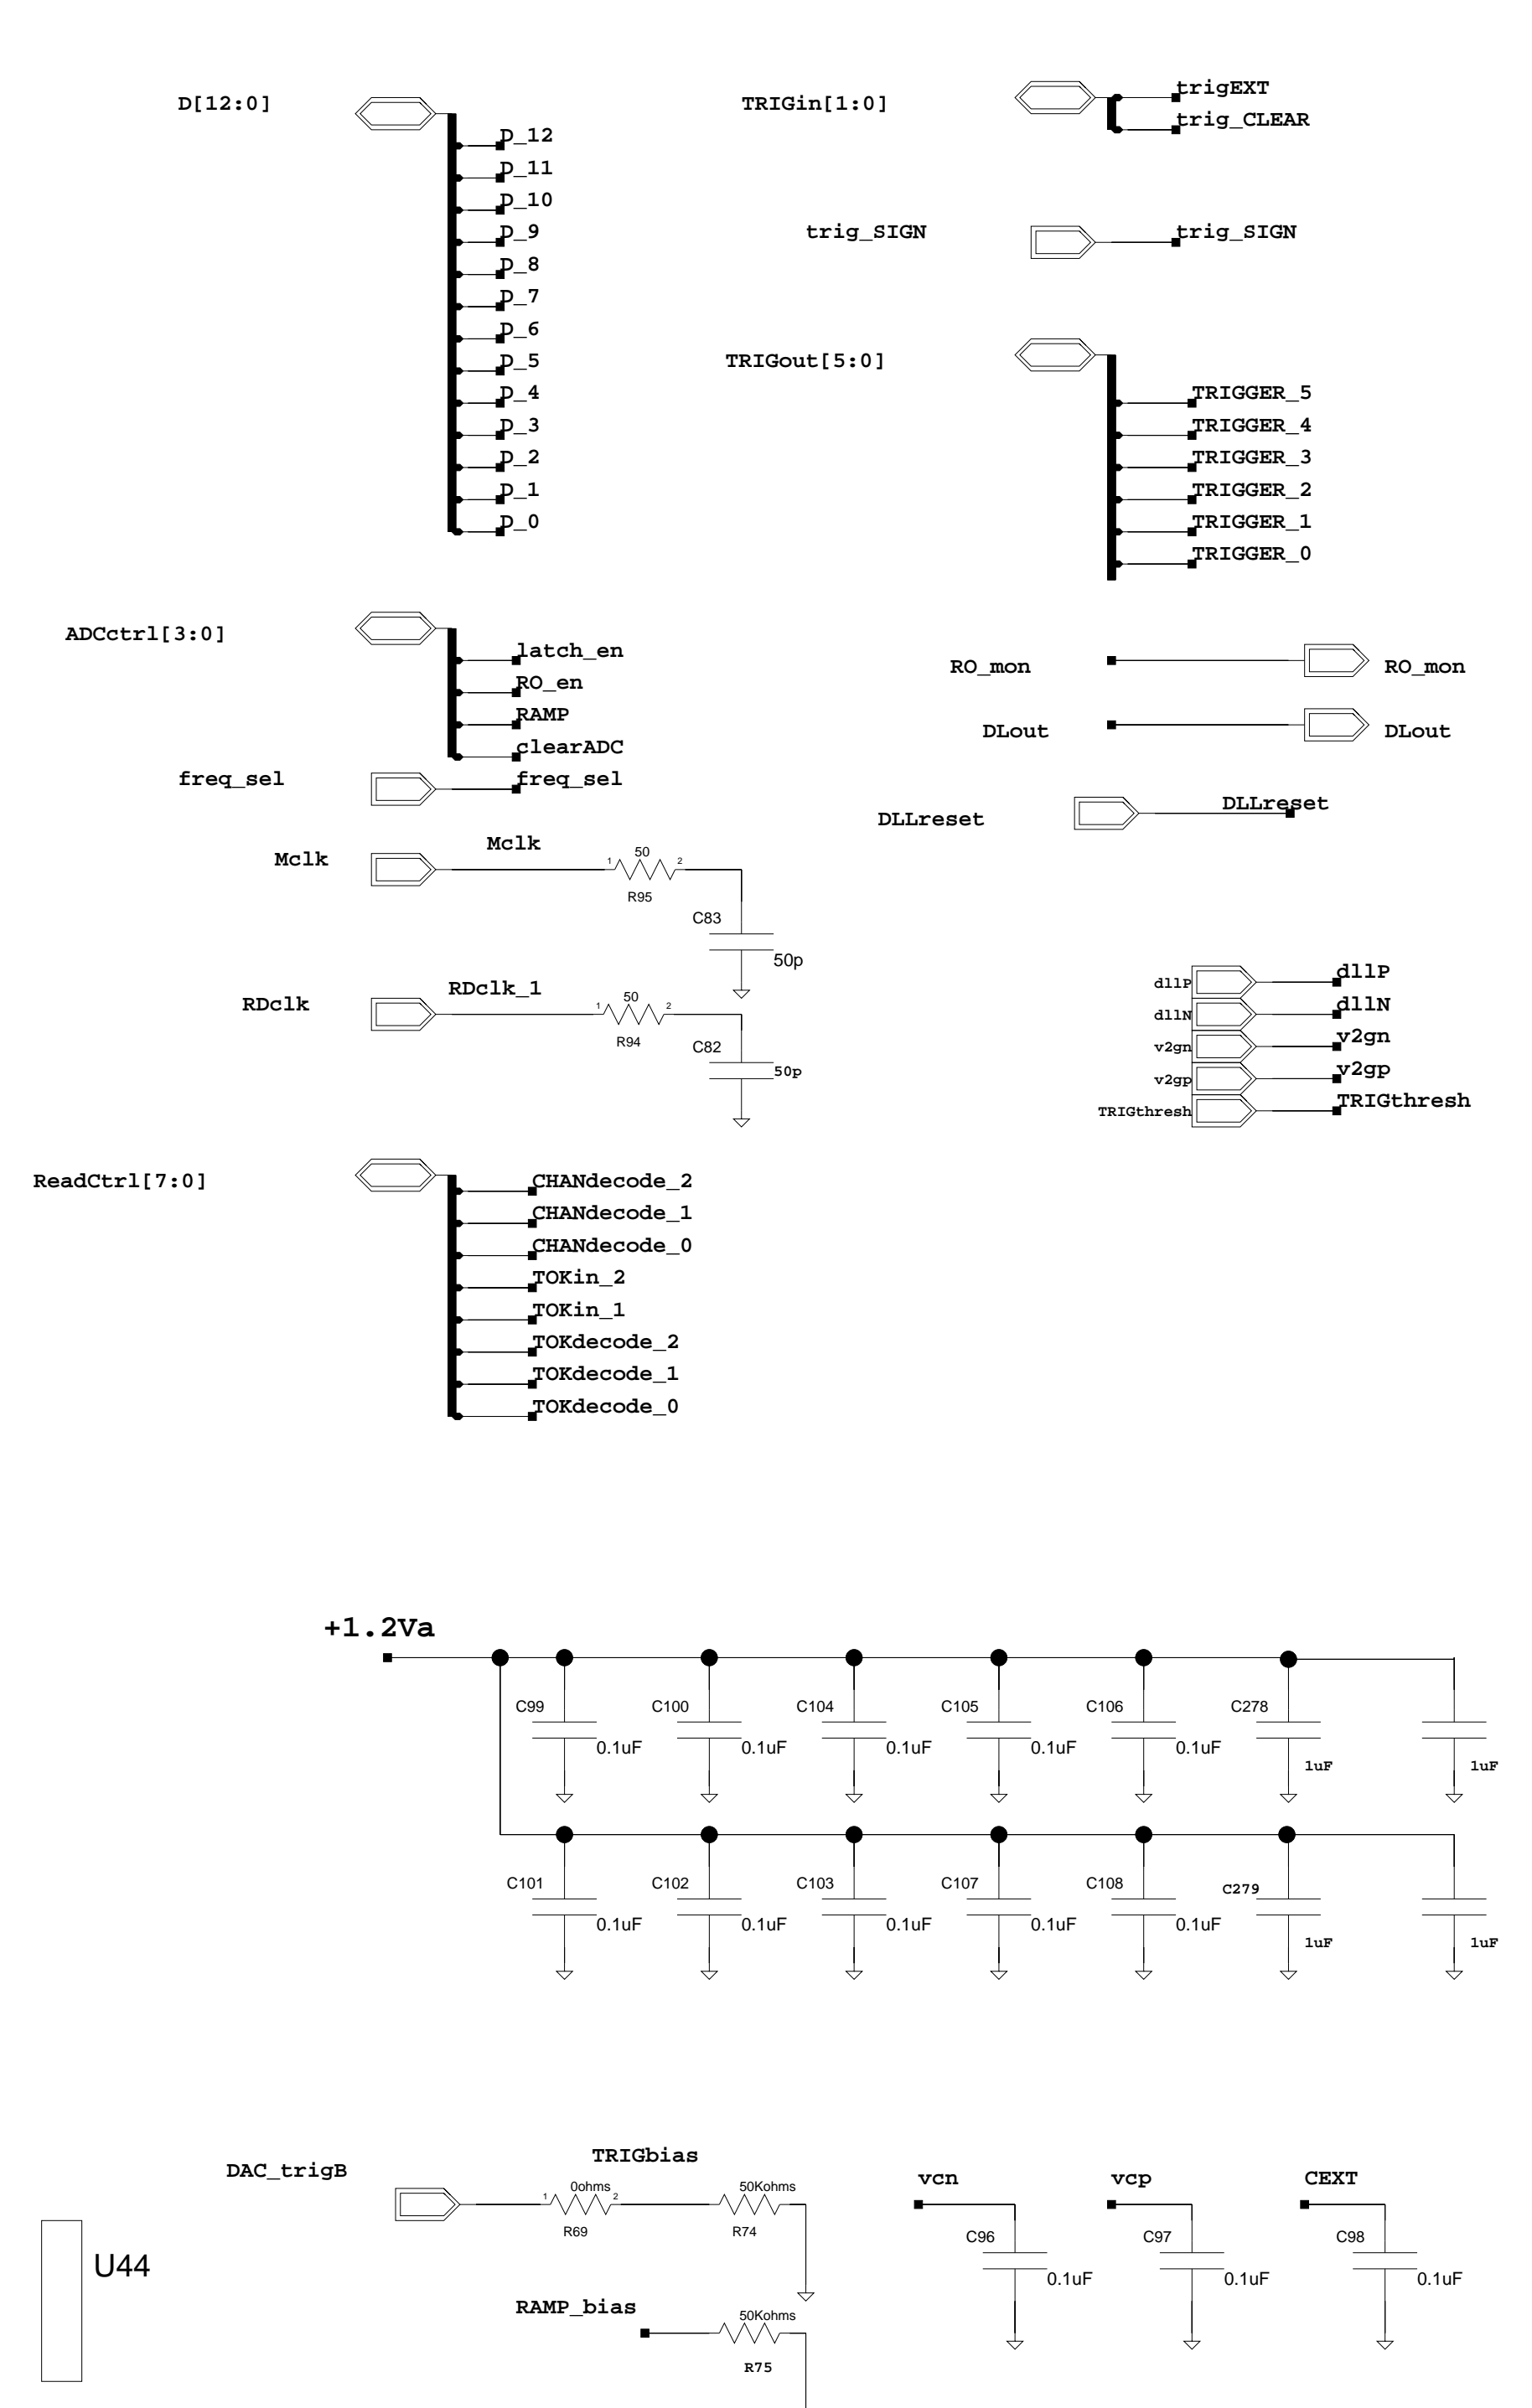 D[12:0]
D_12
D_11
D_10
D_9
D_8
D_7
D_6
D_5
D_4
D_3
D_2
D_1
D_0
TRIGin[1:0]
trigEXT
trig_CLEAR
trig_SIGN
trig_SIGN
TRIGout[5:0]
TRIGGER_5
TRIGGER_4
TRIGGER_3
TRIGGER_2
TRIGGER_1
TRIGGER_0
ADCctrl[3:0]
latch_en
RO_en
RAMP
clearADC
freq_sel
freq_sel
RO_mon
RO_mon
DLout
DLout
DLLreset
DLLreset
Mclk
Mclk
1
50
2
R95
C83
50p
RDclk
RDclk_1
1
50
2
R94
C82
50p
dllP
dllP
dllN
dllN
v2gn
v2gn
v2gp
v2gp
TRIGthresh
TRIGthresh
ReadCtrl[7:0]
CHANdecode_2
CHANdecode_1
CHANdecode_0
TOKin_2
TOKin_1
TOKdecode_2
TOKdecode_1
TOKdecode_0
+1.2Va
C99
0.1uF
C100
0.1uF
C104
0.1uF
C105
0.1uF
C106
0.1uF
C278
1uF
1uF
C101
0.1uF
C102
0.1uF
C103
0.1uF
C107
0.1uF
C108
0.1uF
C279
1uF
1uF
DAC_trigB
TRIGbias
1
0ohms
2
R69
50Kohms
R74
vcn
C96
0.1uF
vcp
C97
0.1uF
CEXT
C98
0.1uF
U44
RAMP_bias
50Kohms
R75